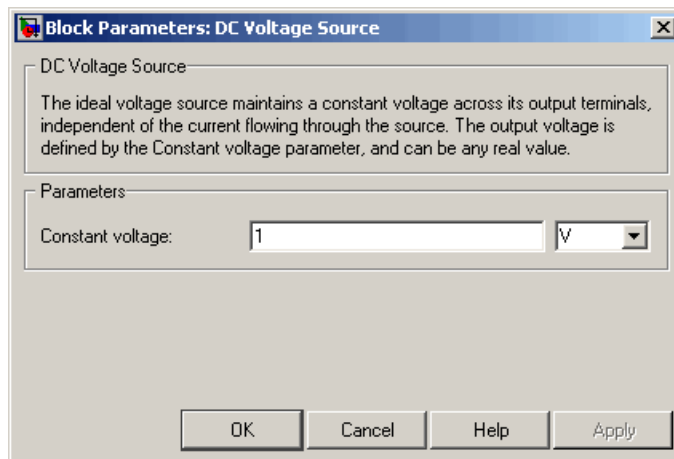 Block Parameters: DC Voltage Source
DC Voltage Source
The ideal voltage source maintains a constant voltage across its output terminals,
independent of the current flowing through the source. The output voltage is
defined by the Constant voltage parameter, and can be any real value.
Parameters
Constant voltage: 1 V
OK Cancel Help Apply